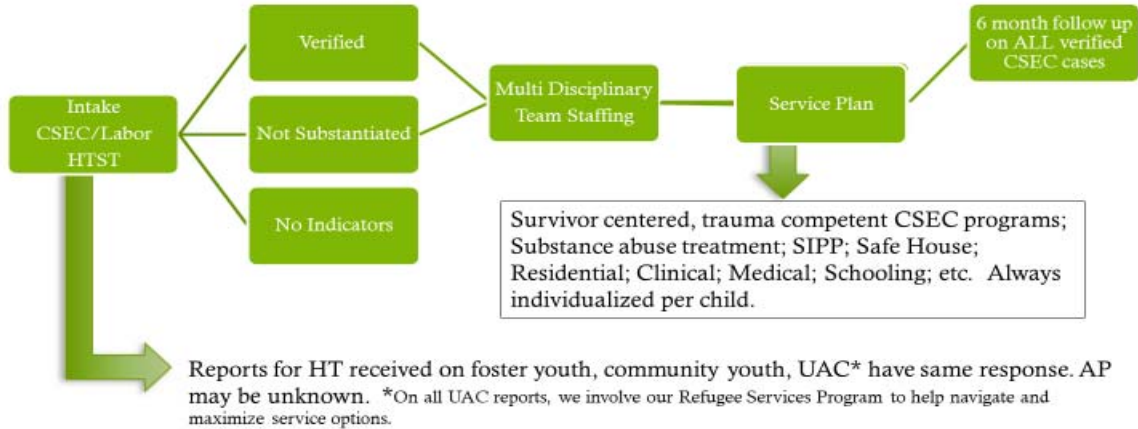 Intake
CSEC/Labor
HTST
Verified
Not Substantiated
No Indicators
Multi Disciplinary
Team Staffing
Service Plan
6 month follow up
on ALL verified
CSEC cases
Survivor centered, trauma competent CSEC programs;
Substance abuse treatment; SIPP; Safe House;
Residential; Clinical; Medical; Schooling; etc.  Always
individualized per child.
Reports for HT received on foster youth, community youth, UAC* have same response. AP
may be unknown.  *On all UAC reports, we involve our Refugee Services Program to help navigate and
maximize service options.